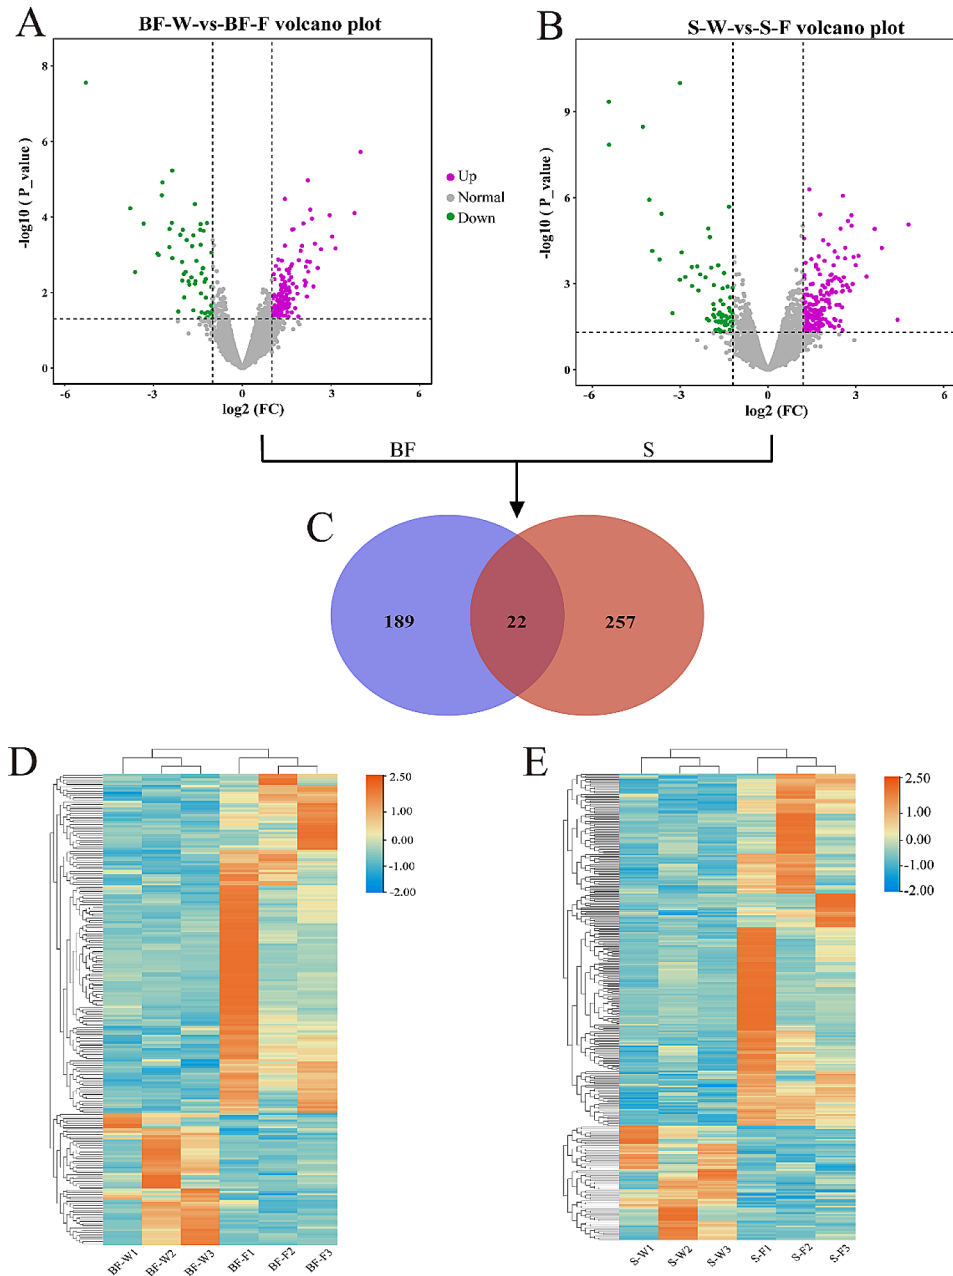 A
BF-W-vs-BF-F volcano plot
8
6
4
2
0
-log10 ( P_value )
-6
-3
0
3
6
log2 (FC)
Up
Normal
Down
B
S-W-vs-S-F volcano plot
9
6
3
0
-log10 ( P_value )
-6
-3
0
3
6
log2 (FC)
BF
S
C
189
22
257
D
2.50
1.00
0.00
-1.00
-2.00
BF-W1
BF-W2
BF-W3
BF-F1
BF-F2
BF-F3
E
2.50
1.00
0.00
-1.00
-2.00
S-W1
S-W2
S-W3
S-F1
S-F2
S-F3